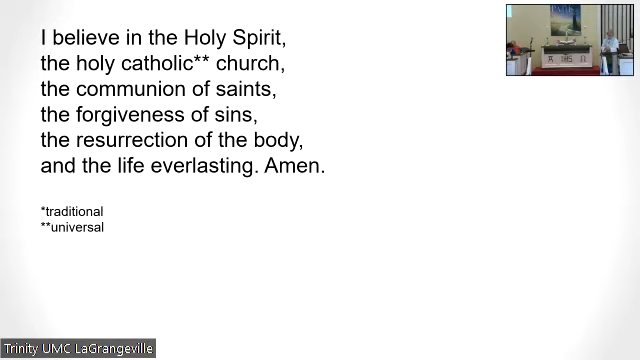 I believe in the Holy Spirit,
the holy catholic** church,
the communion of saints,
the forgiveness of sins,
the resurrection of the body,
and the life everlasting. Amen.
*traditional
**universal
Trinity UMC LaGrangeville